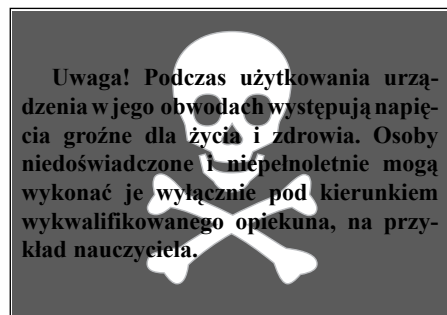 Uwaga! Podczas użytkowania urzą-
dzenia w jego obwodach występują napię-
cia groźne dla życia i zdrowia. Osoby
niedoświadczone i niepełnoletnie mogą
wykonać je wyłącznie pod kierunkiem
wykwalifikowanego opiekuna, na przy-
kład nauczyciela.